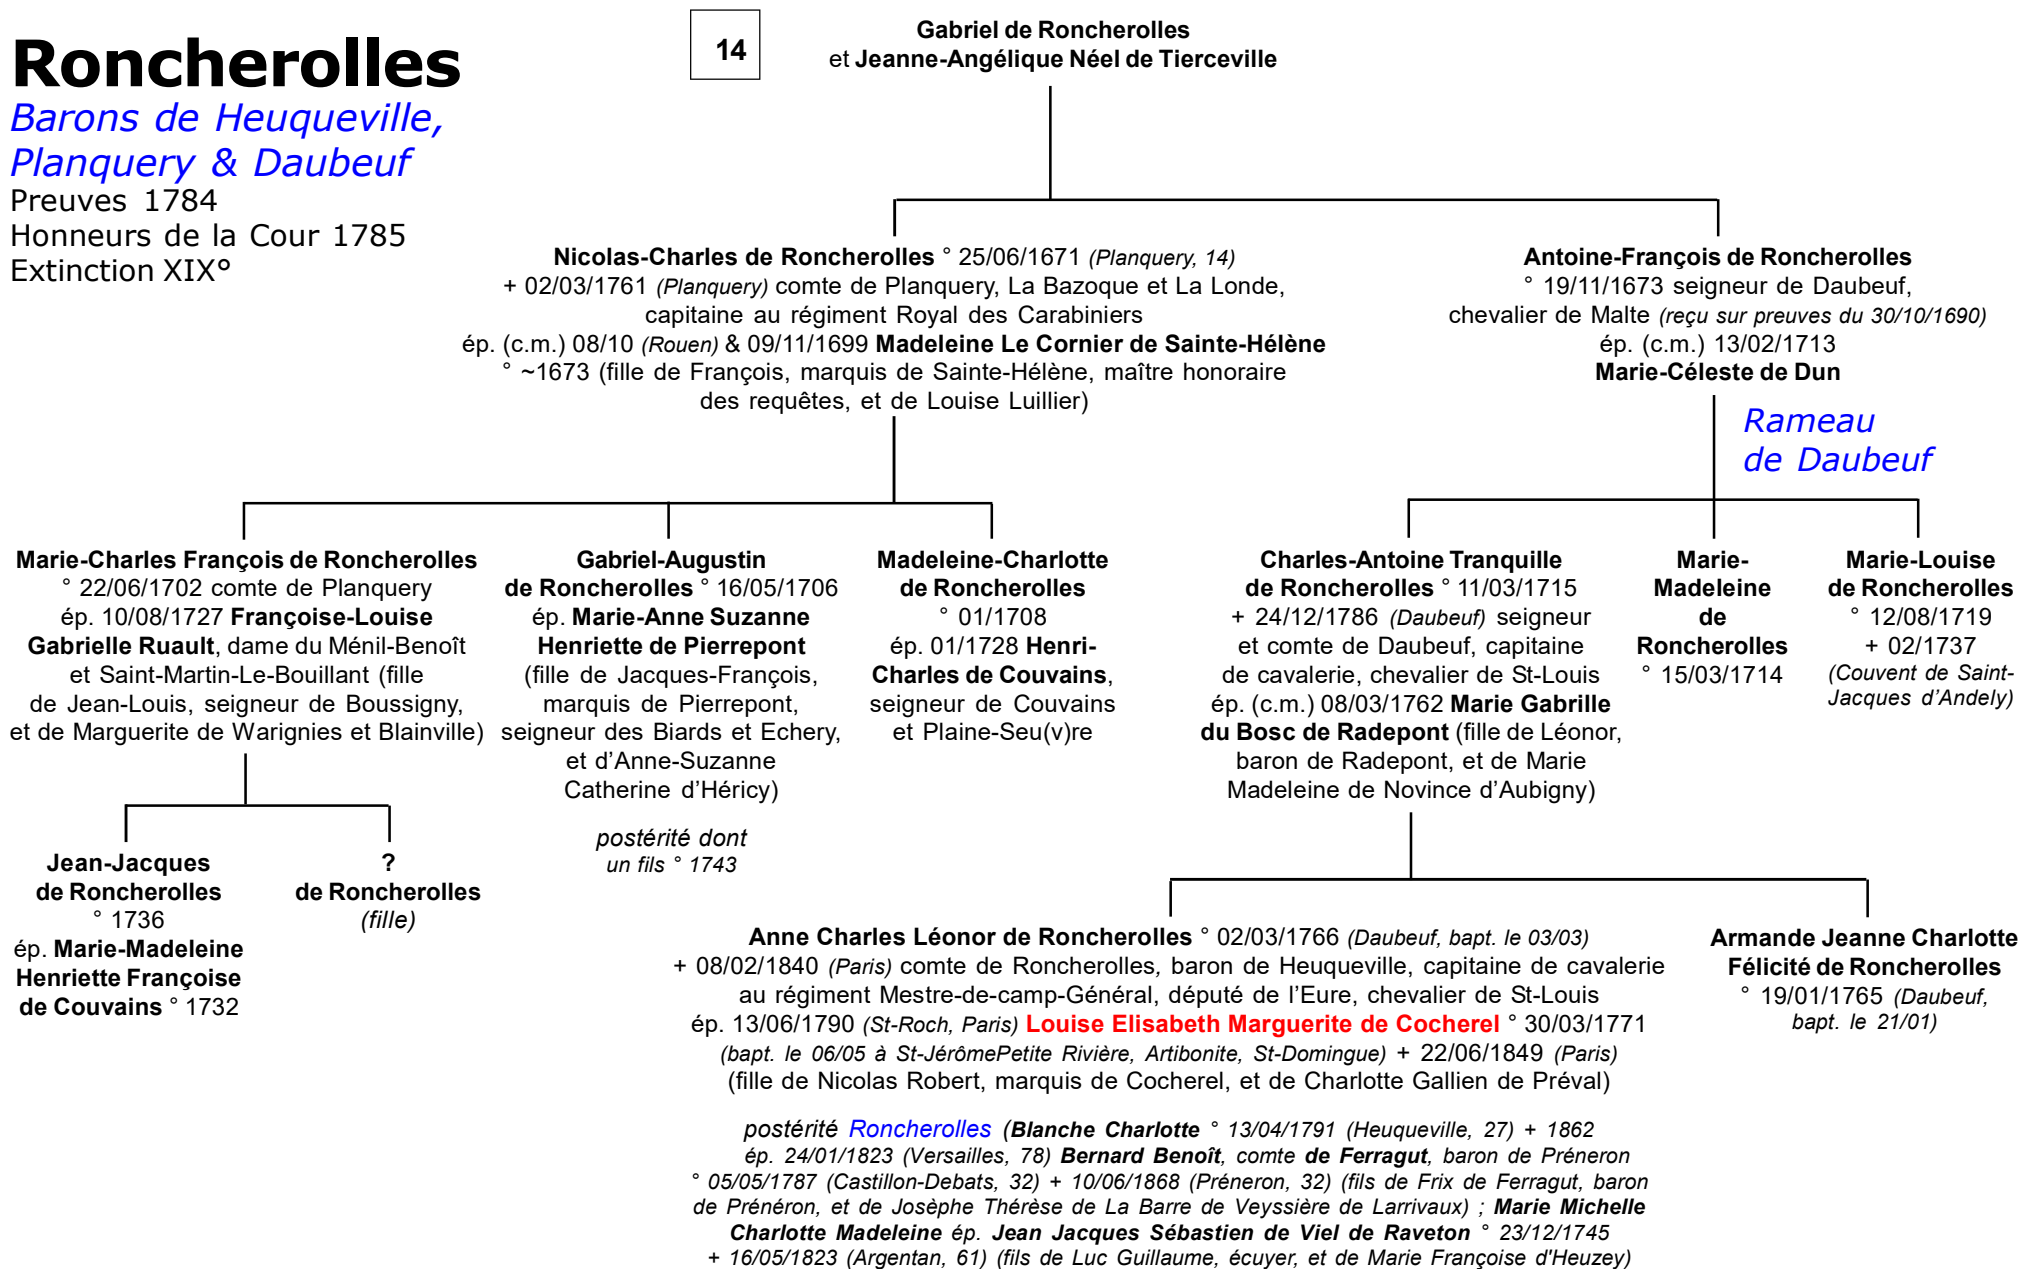 Roncherolles
Barons de Heuqueville,
Planquery & Daubeuf
Preuves 1784
Honneurs de la Cour 1785
Extinction XIX°
14
Gabriel de Roncherolles
et Jeanne-Angélique Néel de Tierceville
Nicolas-Charles de Roncherolles ° 25/06/1671 (Planquery, 14)
+ 02/03/1761 (Planquery) comte de Planquery, La Bazoque et La Londe,
capitaine au régiment Royal des Carabiniers
ép. (c.m.) 08/10 (Rouen) & 09/11/1699 Madeleine Le Cornier de Sainte-Hélène
° ~1673 (fille de François, marquis de Sainte-Hélène, maître honoraire
des requêtes, et de Louise Luillier)
Antoine-François de Roncherolles
° 19/11/1673 seigneur de Daubeuf,
chevalier de Malte (reçu sur preuves du 30/10/1690)
ép. (c.m.) 13/02/1713
Marie-Céleste de Dun
Rameau
de Daubeuf
Marie-Charles François de Roncherolles
° 22/06/1702 comte de Planquery
ép. 10/08/1727 Françoise-Louise
Gabrielle Ruault, dame du Ménil-Benoît
et Saint-Martin-Le-Bouillant (fille
de Jean-Louis, seigneur de Boussigny,
et de Marguerite de Warignies et Blainville)
Gabriel-Augustin
de Roncherolles ° 16/05/1706
ép. Marie-Anne Suzanne
Henriette de Pierrepont
(fille de Jacques-François,
marquis de Pierrepont,
seigneur des Biards et Echery,
et d'Anne-Suzanne
Catherine d'Héricy)
postérité dont
un fils ° 1743
Madeleine-Charlotte
de Roncherolles
° 01/1708
ép. 01/1728 Henri-
Charles de Couvains,
seigneur de Couvains
et Plaine-Seu(v)re
Charles-Antoine Tranquille
de Roncherolles ° 11/03/1715
+ 24/12/1786 (Daubeuf) seigneur
et comte de Daubeuf, capitaine
de cavalerie, chevalier de St-Louis
ép. (c.m.) 08/03/1762 Marie Gabrille
du Bosc de Radepont (fille de Léonor,
baron de Radepont, et de Marie
Madeleine de Novince d'Aubigny)
Marie-
Madeleine
de
Roncherolles
° 15/03/1714
Marie-Louise
de Roncherolles
° 12/08/1719
+ 02/1737
(Couvent de Saint-
Jacques d'Andely)
Jean-Jacques
de Roncherolles
° 1736
ép. Marie-Madeleine
Henriette Françoise
de Couvains ° 1732
?
de Roncherolles
(fille)
Anne Charles Léonor de Roncherolles ° 02/03/1766 (Daubeuf, bapt. le 03/03)
+ 08/02/1840 (Paris) comte de Roncherolles, baron de Heuqueville, capitaine de cavalerie
au régiment Mestre-de-camp-Général, député de l'Eure, chevalier de St-Louis
ép. 13/06/1790 (St-Roch, Paris) Louise Elisabeth Marguerite de Cocherel ° 30/03/1771
(bapt. le 06/05 à St-JérômePetite Rivière, Artibonite, St-Domingue) + 22/06/1849 (Paris)
(fille de Nicolas Robert, marquis de Cocherel, et de Charlotte Gallien de Préval)
postérité Roncherolles (Blanche Charlotte ° 13/04/1791 (Heuqueville, 27) + 1862
ép. 24/01/1823 (Versailles, 78) Bernard Benoît, comte de Ferragut, baron de Préneron
° 05/05/1787 (Castillon-Debats, 32) + 10/06/1868 (Préneron, 32) (fils de Frix de Ferragut, baron
de Prénéron, et de Josèphe Thérèse de La Barre de Veyssière de Larrivaux) ; Marie Michelle
Charlotte Madeleine ép. Jean Jacques Sébastien de Viel de Raveton ° 23/12/1745
+ 16/05/1823 (Argentan, 61) (fils de Luc Guillaume, écuyer, et de Marie Françoise d'Heuzey)
Armande Jeanne Charlotte
Félicité de Roncherolles
° 19/01/1765 (Daubeuf,
bapt. le 21/01)